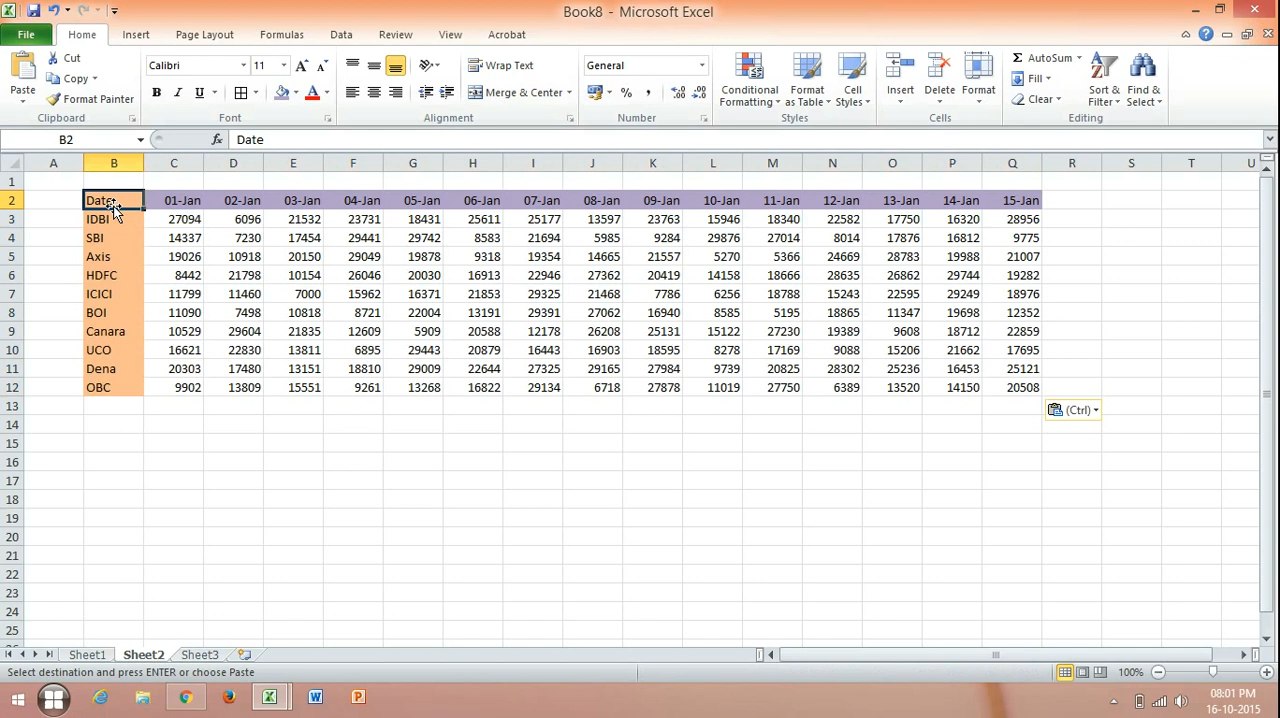 Book8 - Microsoft Excel
File Home Insert Page Layout Formulas Data Review View Acrobat
Paste Cut Copy Format Painter Clipboard
Calibri 11 B I U A Font
Wrap Text Merge & Center Alignment
General % , Number
Conditional Formatting Format as Table Cell Styles Styles
Insert Delete Format Cells
Σ AutoSum Fill Clear Sort & Filter Find & Select Editing
B2 fx Date
A B C D E F G H I J K L M N O P Q R S T U
1
2 Date 01-Jan 02-Jan 03-Jan 04-Jan 05-Jan 06-Jan 07-Jan 08-Jan 09-Jan 10-Jan 11-Jan 12-Jan 13-Jan 14-Jan 15-Jan
3 IDBI 27094 6096 21532 23731 18431 25611 25177 13597 23763 15946 18340 22582 17750 16320 28956
4 SBI 14337 7230 17454 29441 29742 8583 21694 5985 9284 29876 27014 8014 17876 16812 9775
5 Axis 19026 10918 20150 29049 19878 9318 19354 14665 21557 5270 5366 24669 28783 19988 21007
6 HDFC 8442 21798 10154 26046 20030 16913 22946 27362 20419 14158 18666 28635 26862 29744 19282
7 ICICI 11799 11460 7000 15962 16371 21853 29325 21468 7786 6256 18788 15243 22595 29249 18976
8 BOI 11090 7498 10818 8721 22004 13191 29391 27062 16940 8585 5195 18865 11347 19698 12352
9 Canara 10529 29604 21835 12609 5909 20588 12178 26208 25131 15122 27230 19389 9608 18712 22859
10 UCO 16621 22830 13811 6895 29443 20879 16443 16903 18595 8278 17169 9088 15206 21662 17695
11 Dena 20303 17480 13151 18810 29009 22644 27325 29165 27984 9739 20825 28302 25236 16453 25121
12 OBC 9902 13809 15551 9261 13268 16822 29134 6718 27878 11019 27750 6389 13520 14150 20508
13 (Ctrl)
14
15
16
17
18
19
20
21
22
23
24
25
Sheet1 Sheet2 Sheet3
Select destination and press ENTER or choose Paste 100%
08:01 PM
16-10-2015